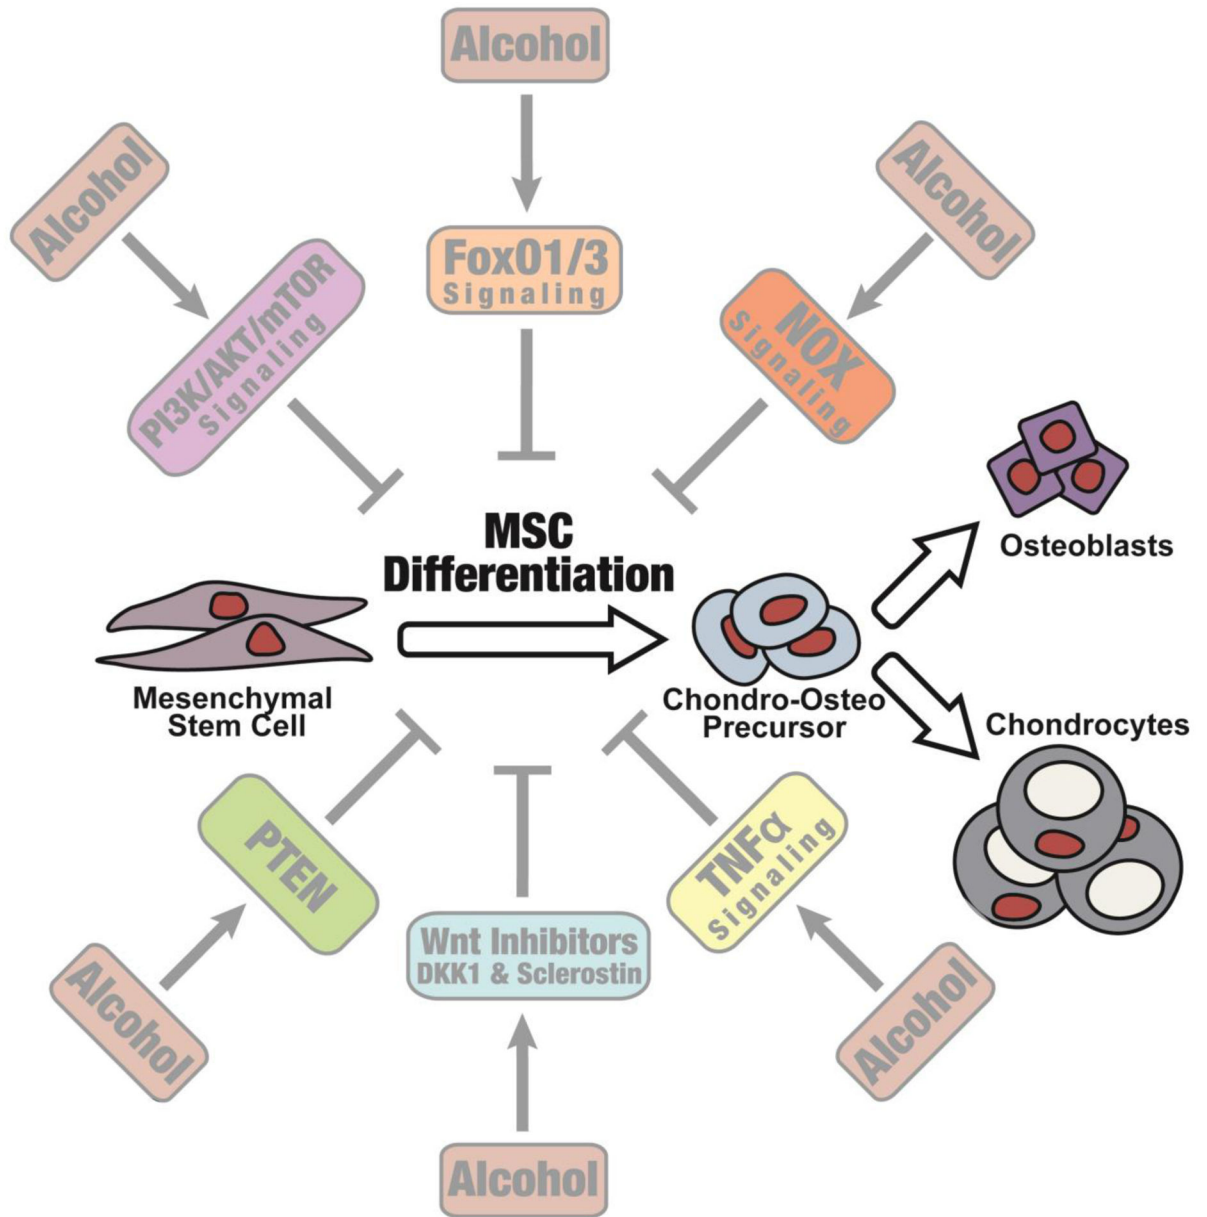 Alcohol
Alcohol
Alcohol
FoxO1/3
Signaling
PI3K/AKT/mTOR
Signaling
NOX
Signaling
MSC
Differentiation
Osteoblasts
Mesenchymal
Stem Cell
Chondro-Osteo
Precursor
Chondrocytes
PTEN
TNFα
Signaling
Wnt Inhibitors
DKK1 & Sclerostin
Alcohol
Alcohol
Alcohol